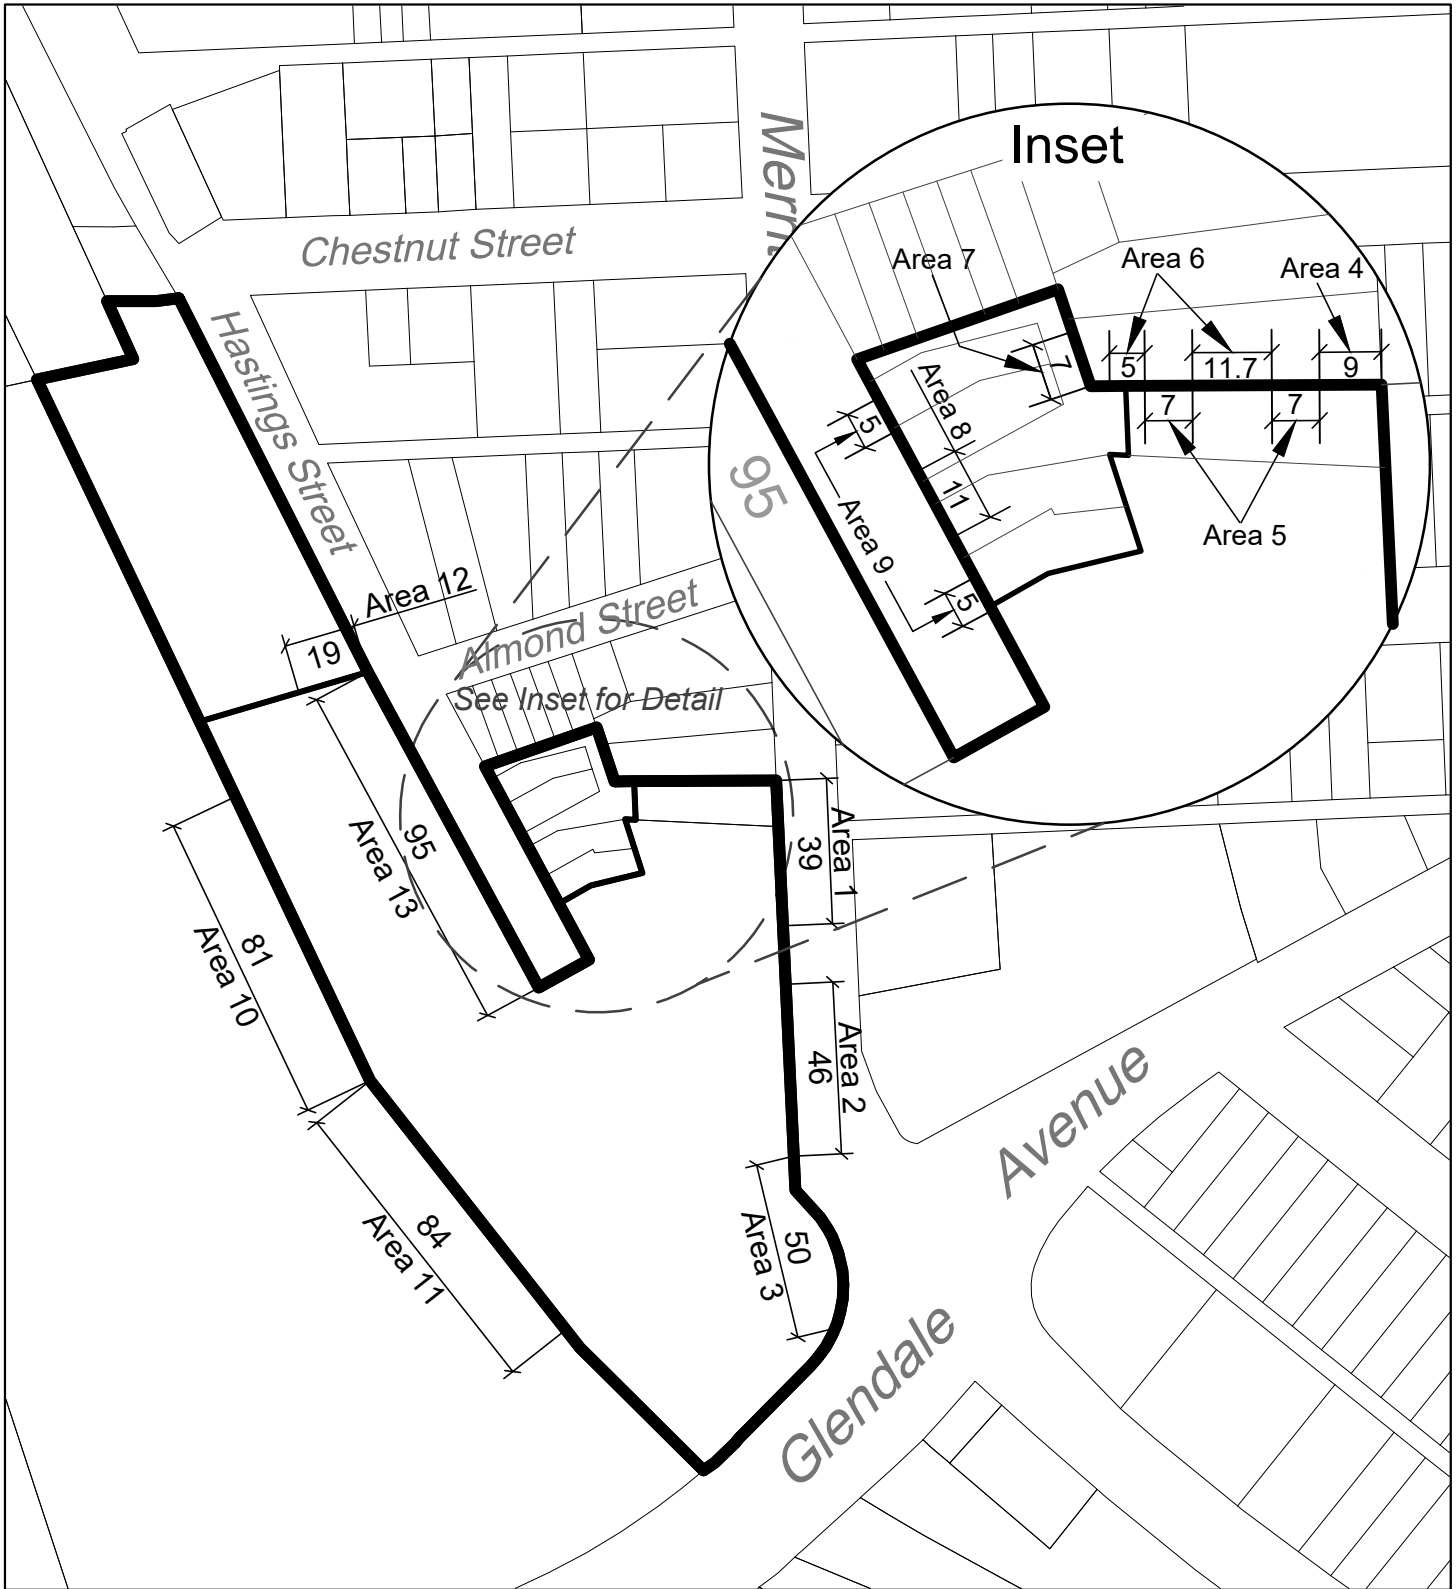 Inset
Chestnut Street
Area 7
Area 6
Area 4
5
11.7
9
7
7
7
Area 5
Area 8
11
5
Area 9
5
95
Hastings Street
Area 12
19
Almond Street
See Inset for Detail
95
Area 13
Area 1
39
81
Area 10
Area 2
46
84
Area 11
50
Area 3
Glendale Avenue